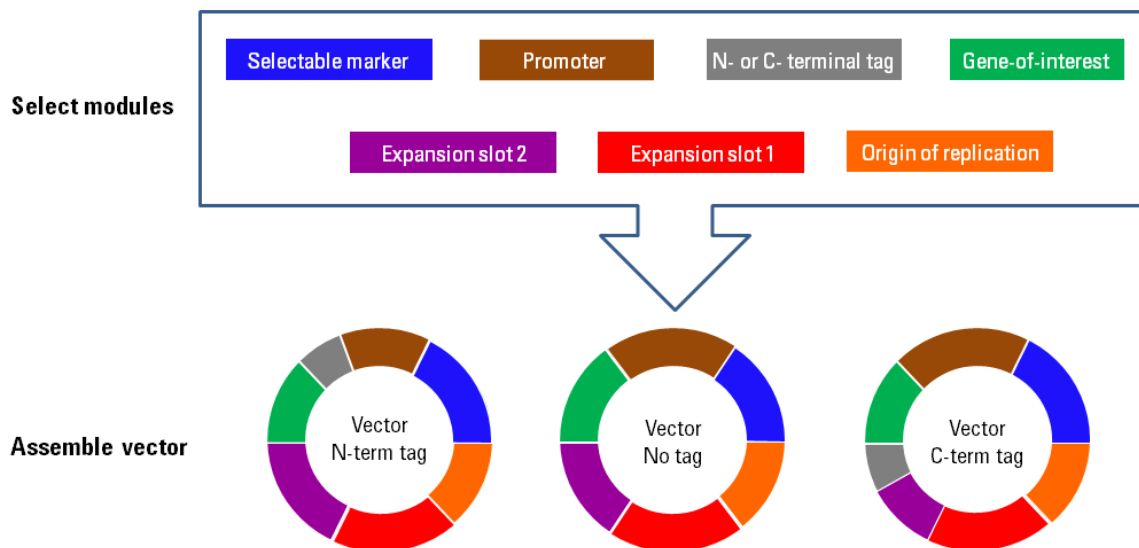 Selectable marker
Promoter
N- or C- terminal tag
Gene-of-interest
Select modules
Expansion slot 2
Expansion slot 1
Origin of replication
Assemble vector
Vector
N-term tag
Vector
No tag
Vector
C-term tag